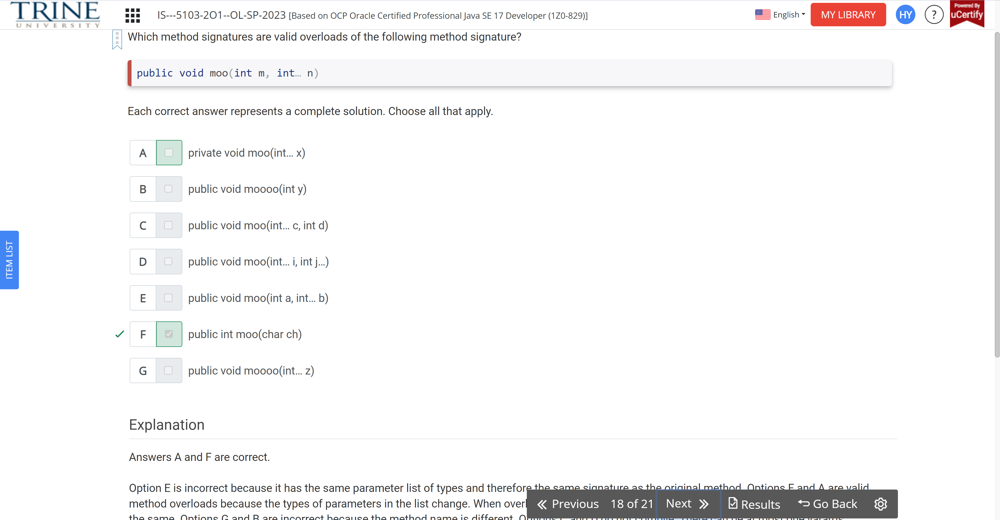 TRINE
UNIVERSITY
IS---5103-2O1--OL-SP-2023 [Based on OCP Oracle Certified Professional Java SE 17 Developer (1Z0-829)]
English
MY LIBRARY
HY
?
Powered By
uCertify
Which method signatures are valid overloads of the following method signature?
public void moo(int m, int… n)
Each correct answer represents a complete solution. Choose all that apply.
A private void moo(int... x)
B public void moooo(int y)
C public void moo(int... c, int d)
D public void moo(int... i, int j...)
E public void moo(int a, int... b)
F public int moo(char ch)
G public void moooo(int... z)
ITEM LIST
Explanation
Answers A and F are correct.
Option E is incorrect because it has the same parameter list of types and therefore the same signature as the original method. Options F and A are valid
method overloads because the types of parameters in the list change. When overl
the same. Options G and B are incorrect because the method name is different.
Previous 18 of 21 Next Results Go Back